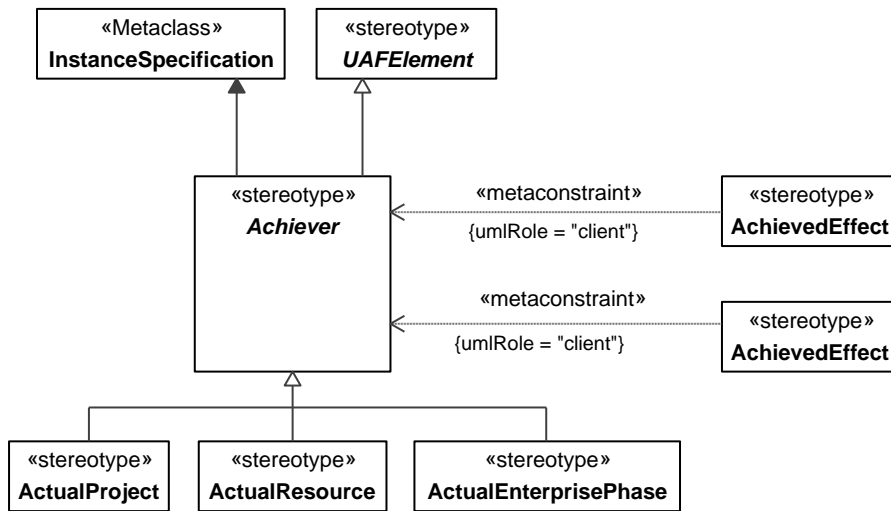 «Metaclass»
InstanceSpecification
«stereotype»
UAFElement
«stereotype»
Achiever
«metaconstraint»
{umlRole = "client"}
«stereotype»
AchievedEffect
«metaconstraint»
{umlRole = "client"}
«stereotype»
AchievedEffect
«stereotype»
ActualProject
«stereotype»
ActualResource
«stereotype»
ActualEnterprisePhase